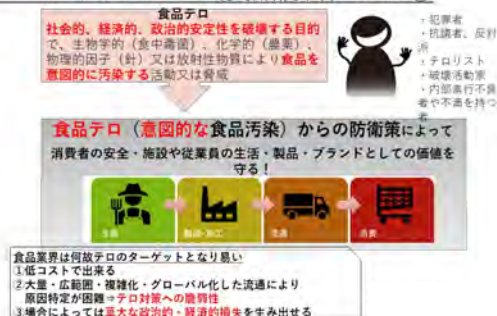 食品テロ
社会的、経済的、政治的安定性を破壊する目的
で、生物学的（食中毒菌）、化学的（農薬）、
物理的因子（針）又は放射性物質により食品を
意図的に汚染する活動又は脅威
・犯罪者
・抗議者、反対
派
・テロリスト
・破壊活動家
・内部素行不良
者や不満を持つ
者
食品テロ（意図的な食品汚染）からの防衛策によって
消費者の安全・施設や従業員の生活・製品・ブランドとしての価値を
守る！
生産
製造・加工
流通
消費
食品業界は何故テロのターゲットとなり易い
①低コストで出来る
②大量・広範囲・複雑化・グローバル化した流通により
原因特定が困難⇒テロ対策への脆弱性
③場合によっては莫大な政治的・経済的損失を生み出せる